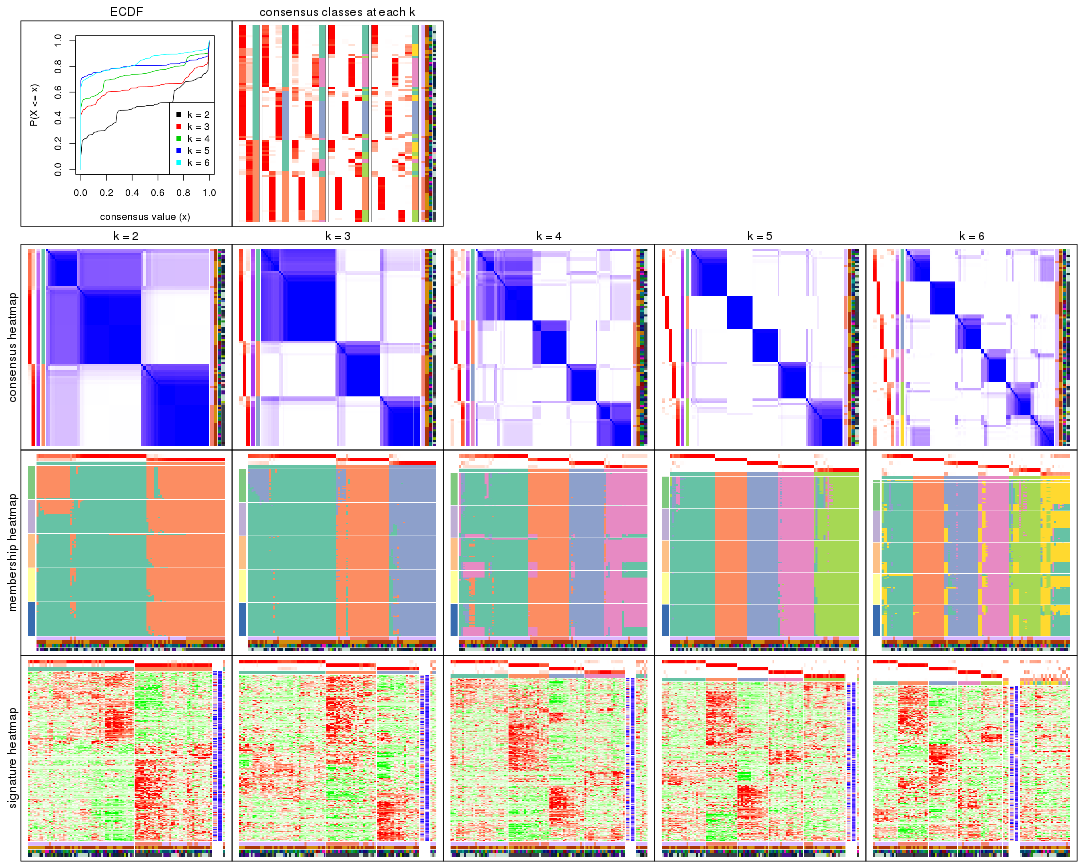 ECDF
consensus classes at each k
P(X <= x)
0.0 0.2 0.4 0.6 0.8 1.0
k = 2
k = 3
k = 4
k = 5
k = 6
0.0 0.2 0.4 0.6 0.8 1.0
consensus value (x)
k = 2
k = 3
k = 4
k = 5
k = 6
consensus heatmap
membership heatmap
signature heatmap